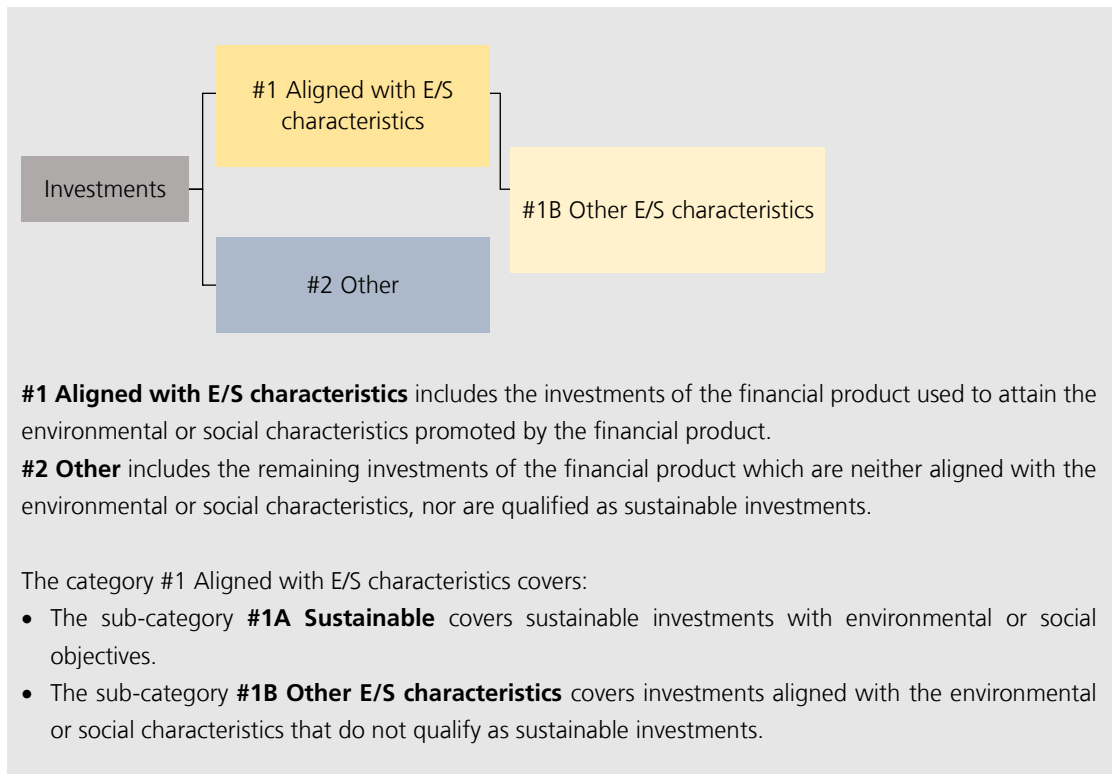 #1 Aligned with E/S
characteristics
Investments
#1B Other E/S characteristics
#2 Other
#1 Aligned with E/S characteristics includes the investments of the financial product used to attain the
environmental or social characteristics promoted by the financial product.
#2 Other includes the remaining investments of the financial product which are neither aligned with the
environmental or social characteristics, nor are qualified as sustainable investments.
The category #1 Aligned with E/S characteristics covers:
• The sub-category #1A Sustainable covers sustainable investments with environmental or social
objectives.
• The sub-category #1B Other E/S characteristics covers investments aligned with the environmental
or social characteristics that do not qualify as sustainable investments.